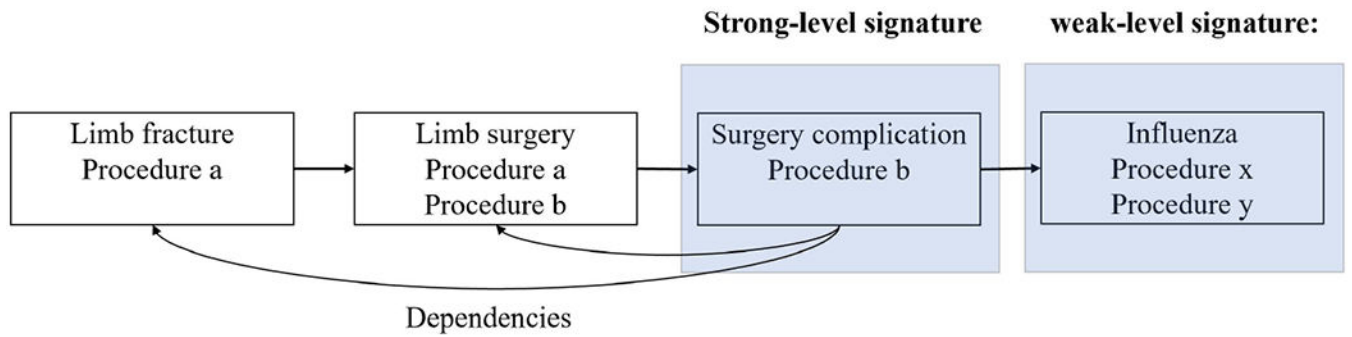 Strong-level signature
weak-level signature:
Limb fracture
Procedure a
Limb surgery
Procedure a
Procedure b
Surgery complication
Procedure b
Influenza
Procedure x
Procedure y
Dependencies